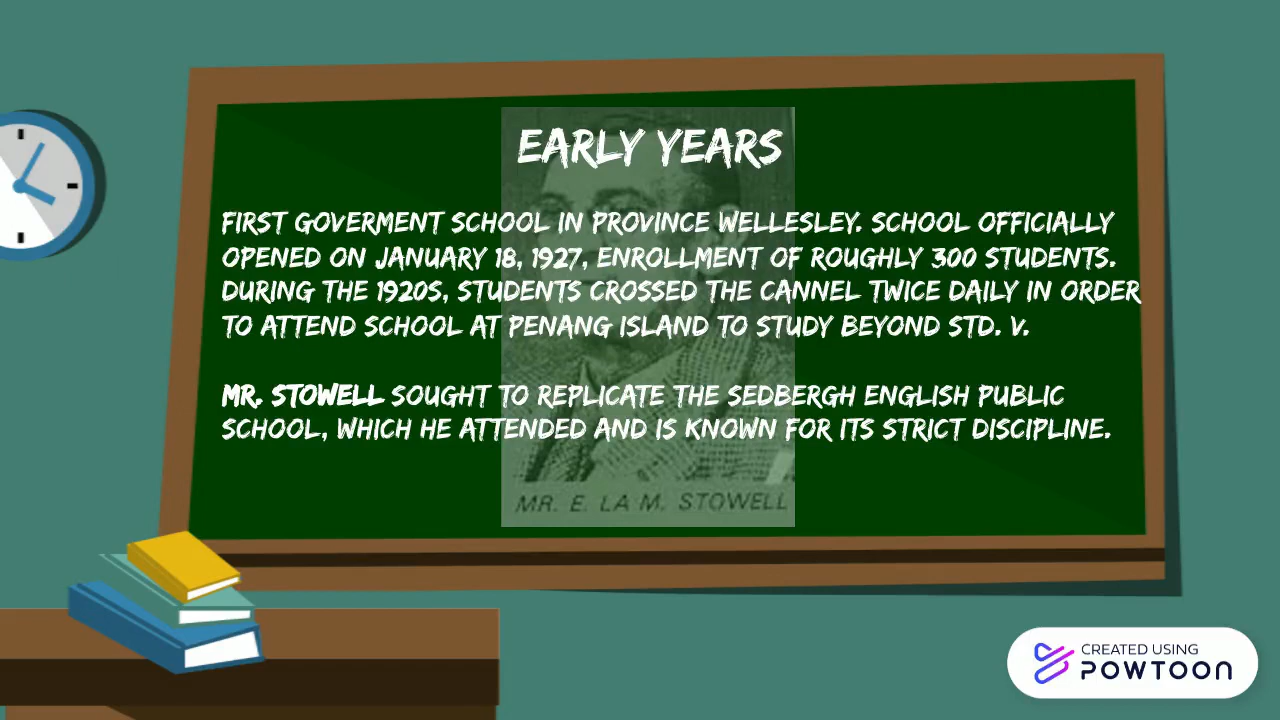 EARLY YEARS
FIRST GOVERMENT SCHOOL IN PROVINCE WELLESLEY. SCHOOL OFFICIALLY
OPENED ON JANUARY 18, 1927, ENROLLMENT OF ROUGHLY 300 STUDENTS.
DURING THE 1920S, STUDENTS CROSSED THE CANNEL TWICE DAILY IN ORDER
TO ATTEND SCHOOL AT PENANG ISLAND TO STUDY BEYOND STD. V.
MR. STOWELL SOUGHT TO REPLICATE THE SEDBERGH ENGLISH PUBLIC
SCHOOL, WHICH HE ATTENDED AND IS KNOWN FOR ITS STRICT DISCIPLINE.
MR. E. LA M. STOWELL
CREATED USING
POWTOON